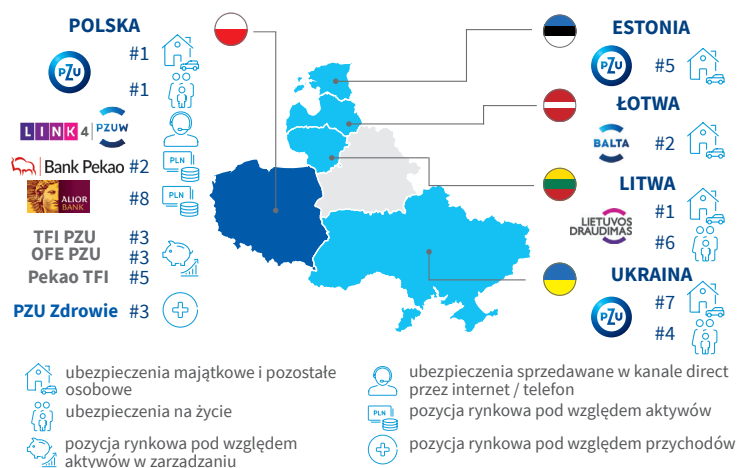 POLSKA
PZU
#1
#1
LINK4 | PZUW
Bank Pekao #2
PLN
ALIOR
BANK
#8
PLN
TFI PZU #3
OFE PZU #3
Pekao TFI #5
PZU Zdrowie #3
ESTONIA
PZU #5
ŁOTWA
BALTA #2
LITWA
#1
LIETUVOS
DRAUDIMAS
#6
UKRAINA
#7
PZU
#4
ubezpieczenia majątkowe i pozostałe
osobowe
ubezpieczenia na życie
pozycja rynkowa pod względem
aktywów w zarządzaniu
ubezpieczenia sprzedawane w kanale direct
przez internet / telefon
PLN
pozycja rynkowa pod względem aktywów
pozycja rynkowa pod względem przychodów